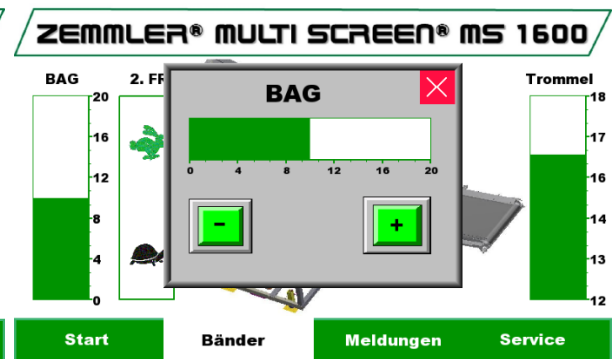 ZEMMLER® MULTI SCREEN® MS 1600
BAG
20
16
12
8
4
0
2. FR
BAG
0 4 8 12 16 20
-
+
Trommel
18
17
16
15
14
13
12
Start Bänder Meldungen Service